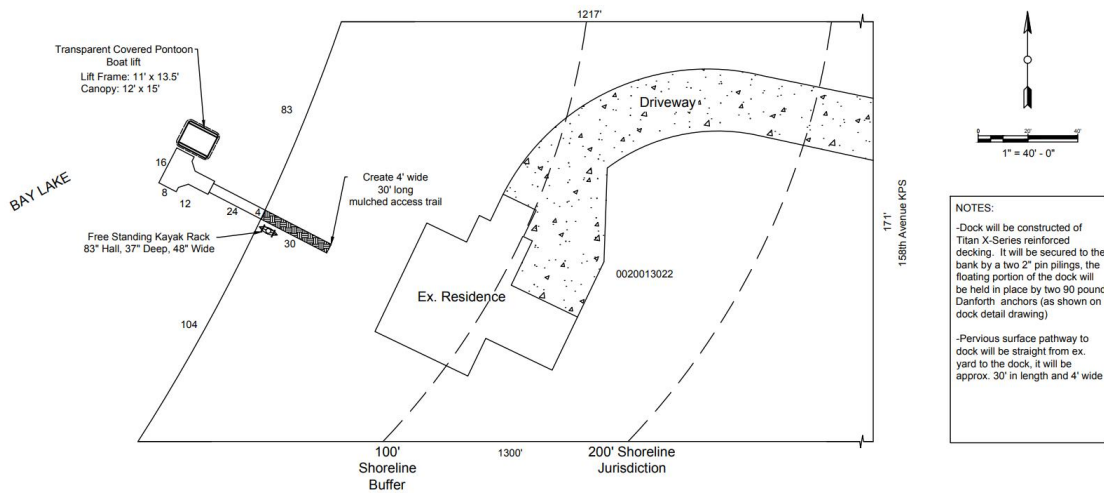 1217'
Transparent Covered Pontoon
Boat lift
Lift Frame: 11' x 13.5'
Canopy: 12' x 15'
83
Driveway
0
20'
40'
1" = 40' - 0"
16
BAY LAKE
8
12
24
4
30
Create 4' wide
30' long
mulched access trail
Free Standing Kayak Rack
83" Hall, 37" Deep, 48" Wide
104
Ex. Residence
0020013022
171'
158th Avenue KPS
NOTES:
-Dock will be constructed of
Titan X-Series reinforced
decking. It will be secured to the
bank by a two 2" pin pilings, the
floating portion of the dock will
be held in place by two 90 pound
Danforth anchors (as shown on
dock detail drawing)
-Pervious surface pathway to
dock will be straight from ex.
yard to the dock, it will be
approx. 30' in length and 4' wide
100'
Shoreline
Buffer
1300'
200' Shoreline
Jurisdiction